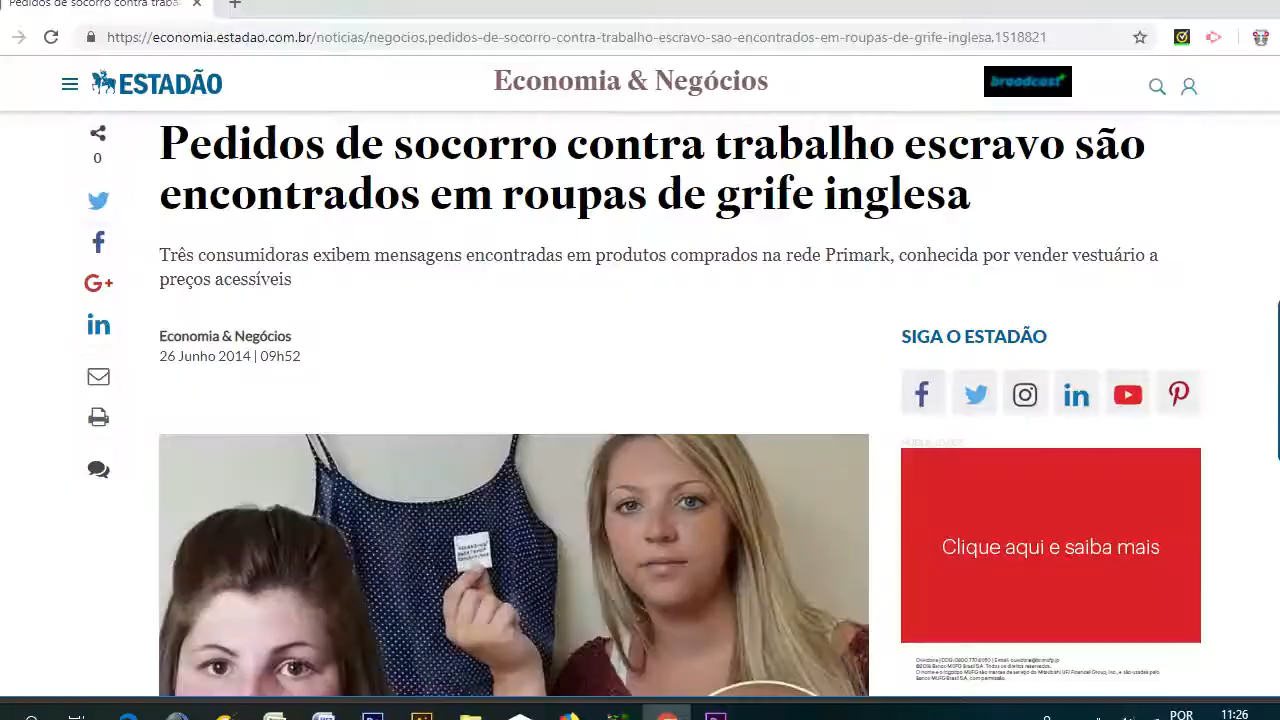 Pedidos de socorro contra traba
https://economia.estadao.com.br/noticias/negocios,pedidos-de-socorro-contra-trabalho-escravo-sao-encontrados-em-roupas-de-grife-inglesa,1518821
ESTADÃO
Economia & Negócios
broadcast+
Pedidos de socorro contra trabalho escravo são
encontrados em roupas de grife inglesa
0
Três consumidoras exibem mensagens encontradas em produtos comprados na rede Primark, conhecida por vender vestuário a
preços acessíveis
Economia & Negócios
26 Junho 2014 | 09h52
SIGA O ESTADÃO
Clique aqui e saiba mais
POR
11:26